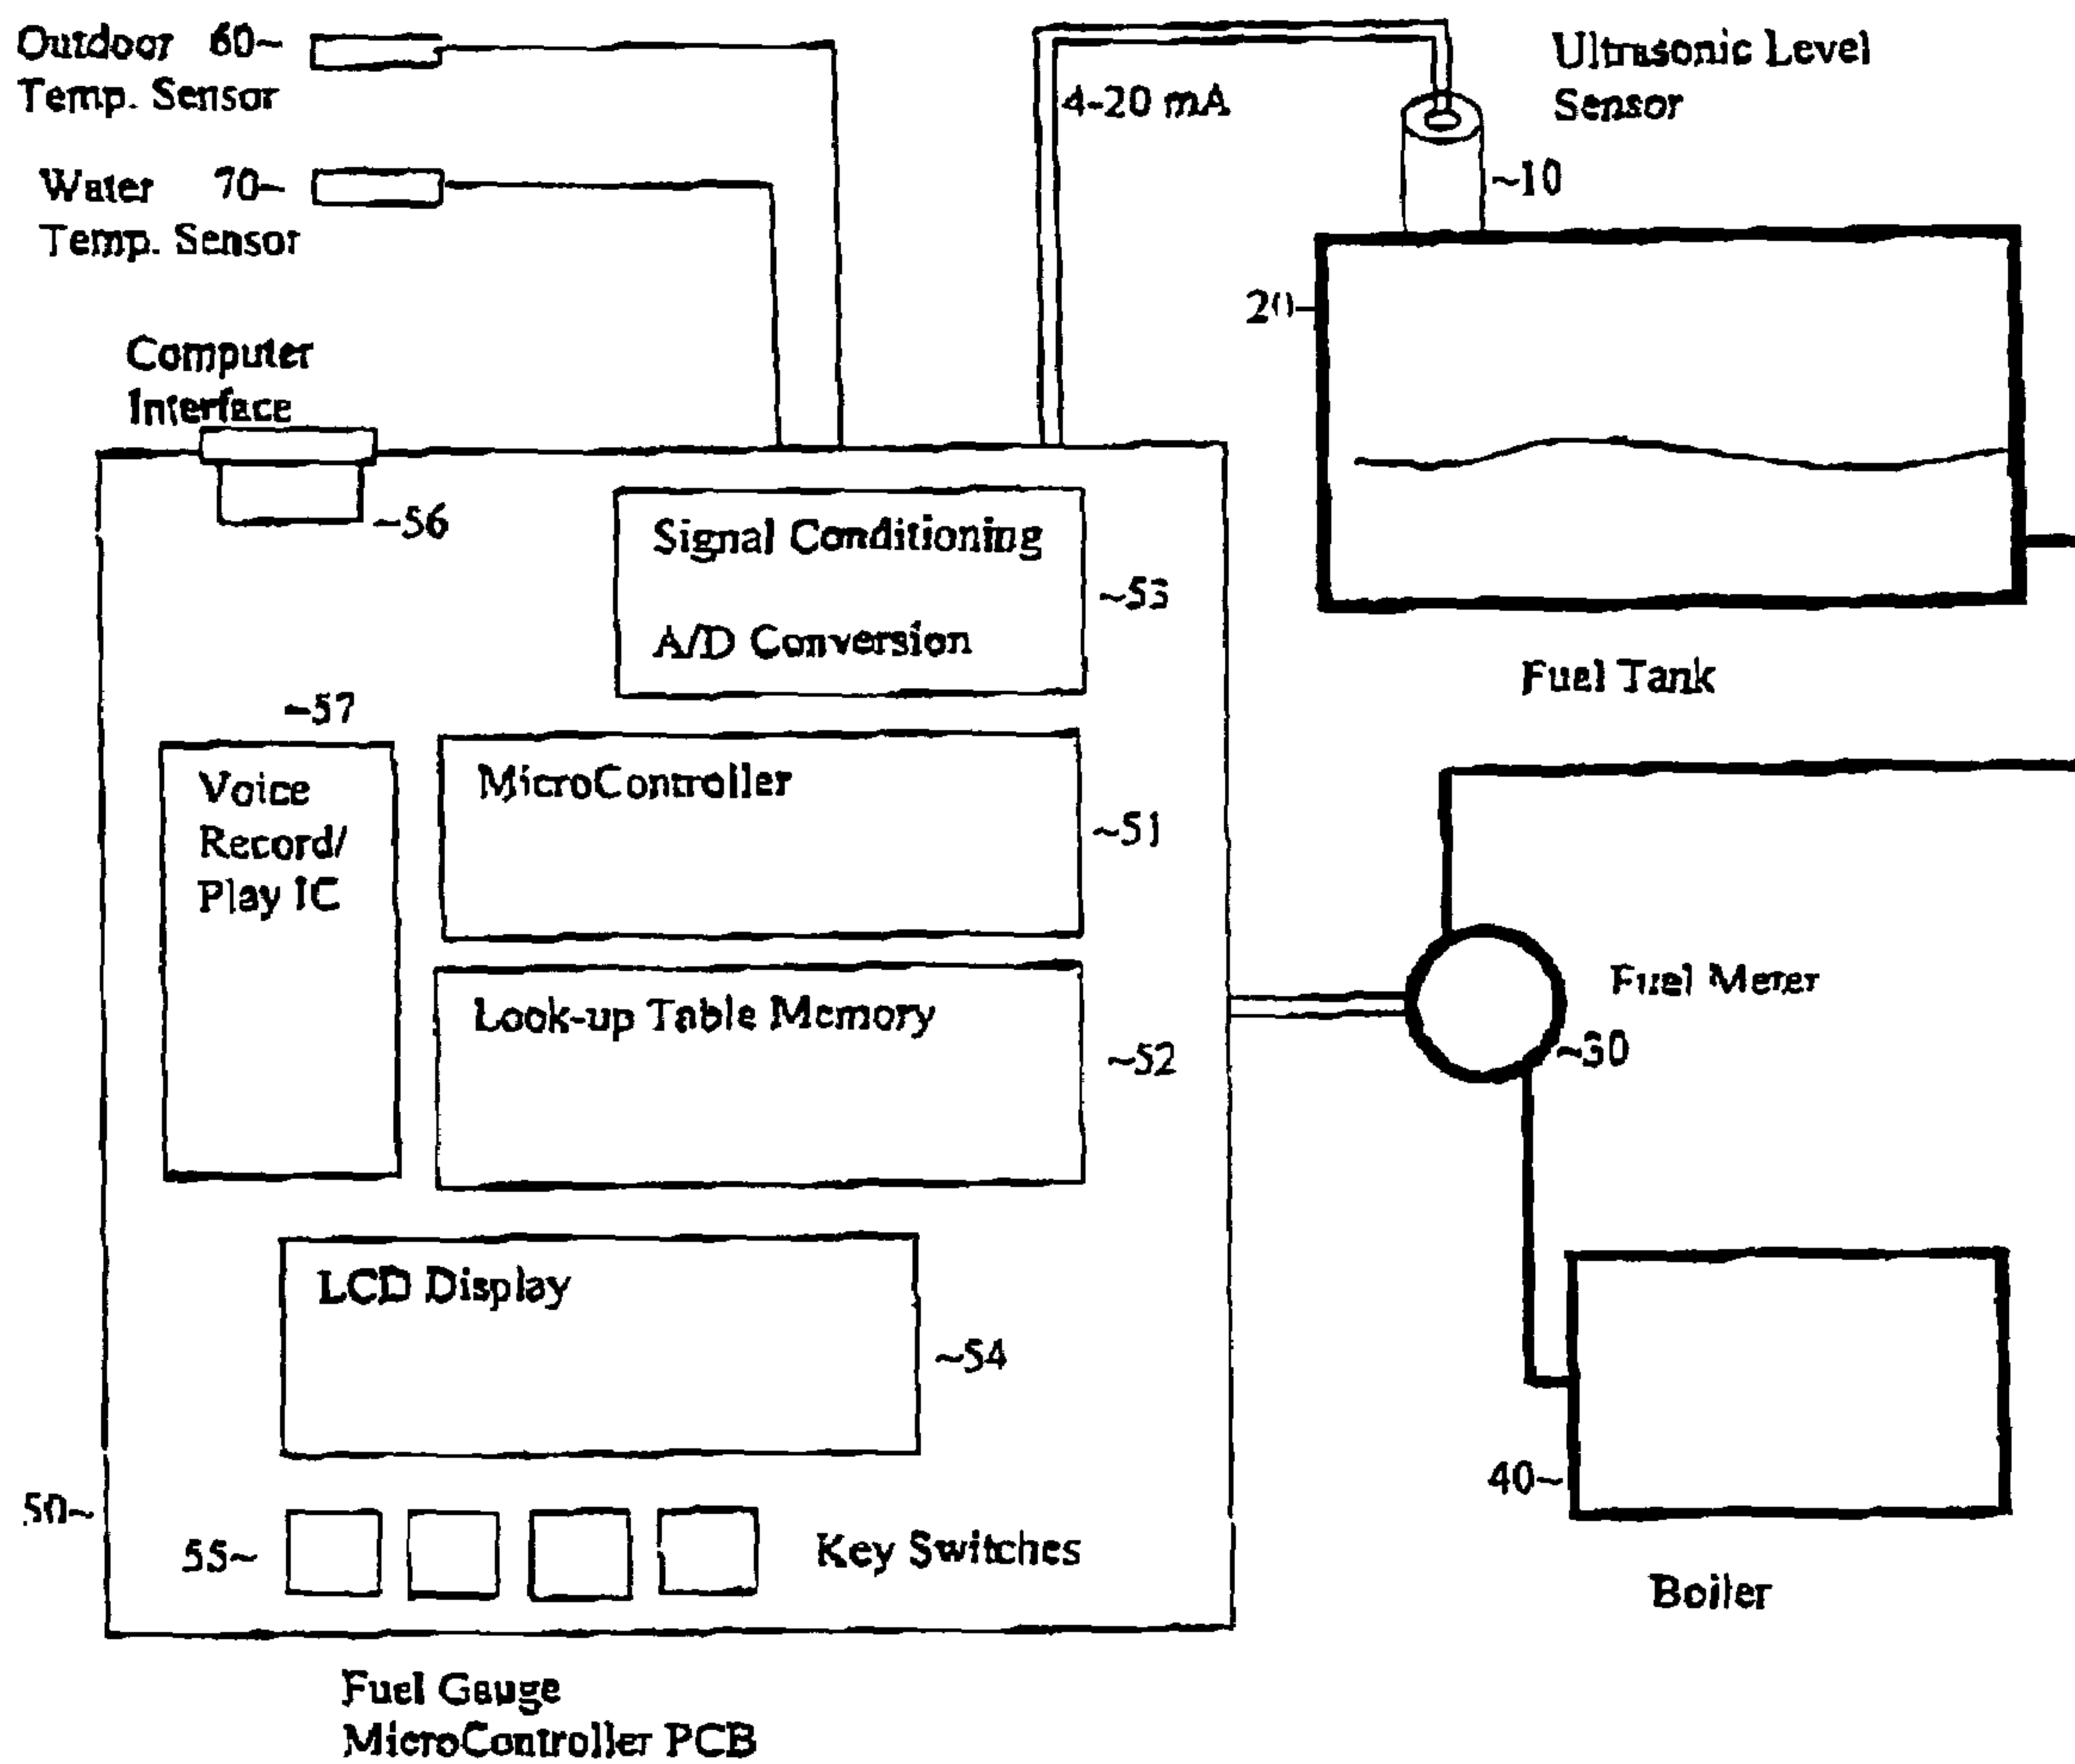 Outdoor 60~
Temp. Sensor
Water 70~
Temp. Sensor
4-20 mA
Ultrasonic Level
Sensor
~10
20
Computer
Interface
~56
Signal Conditioning
A/D Conversion
~53
Fuel Tank
~57
Voice
Record/
Play IC
MicroController
~51
Look-up Table Memory
~52
Fuel Meter
~30
LCD Display
~54
40~
50~
55~
Key Switches
Boiler
Fuel Gauge
MicroController PCB